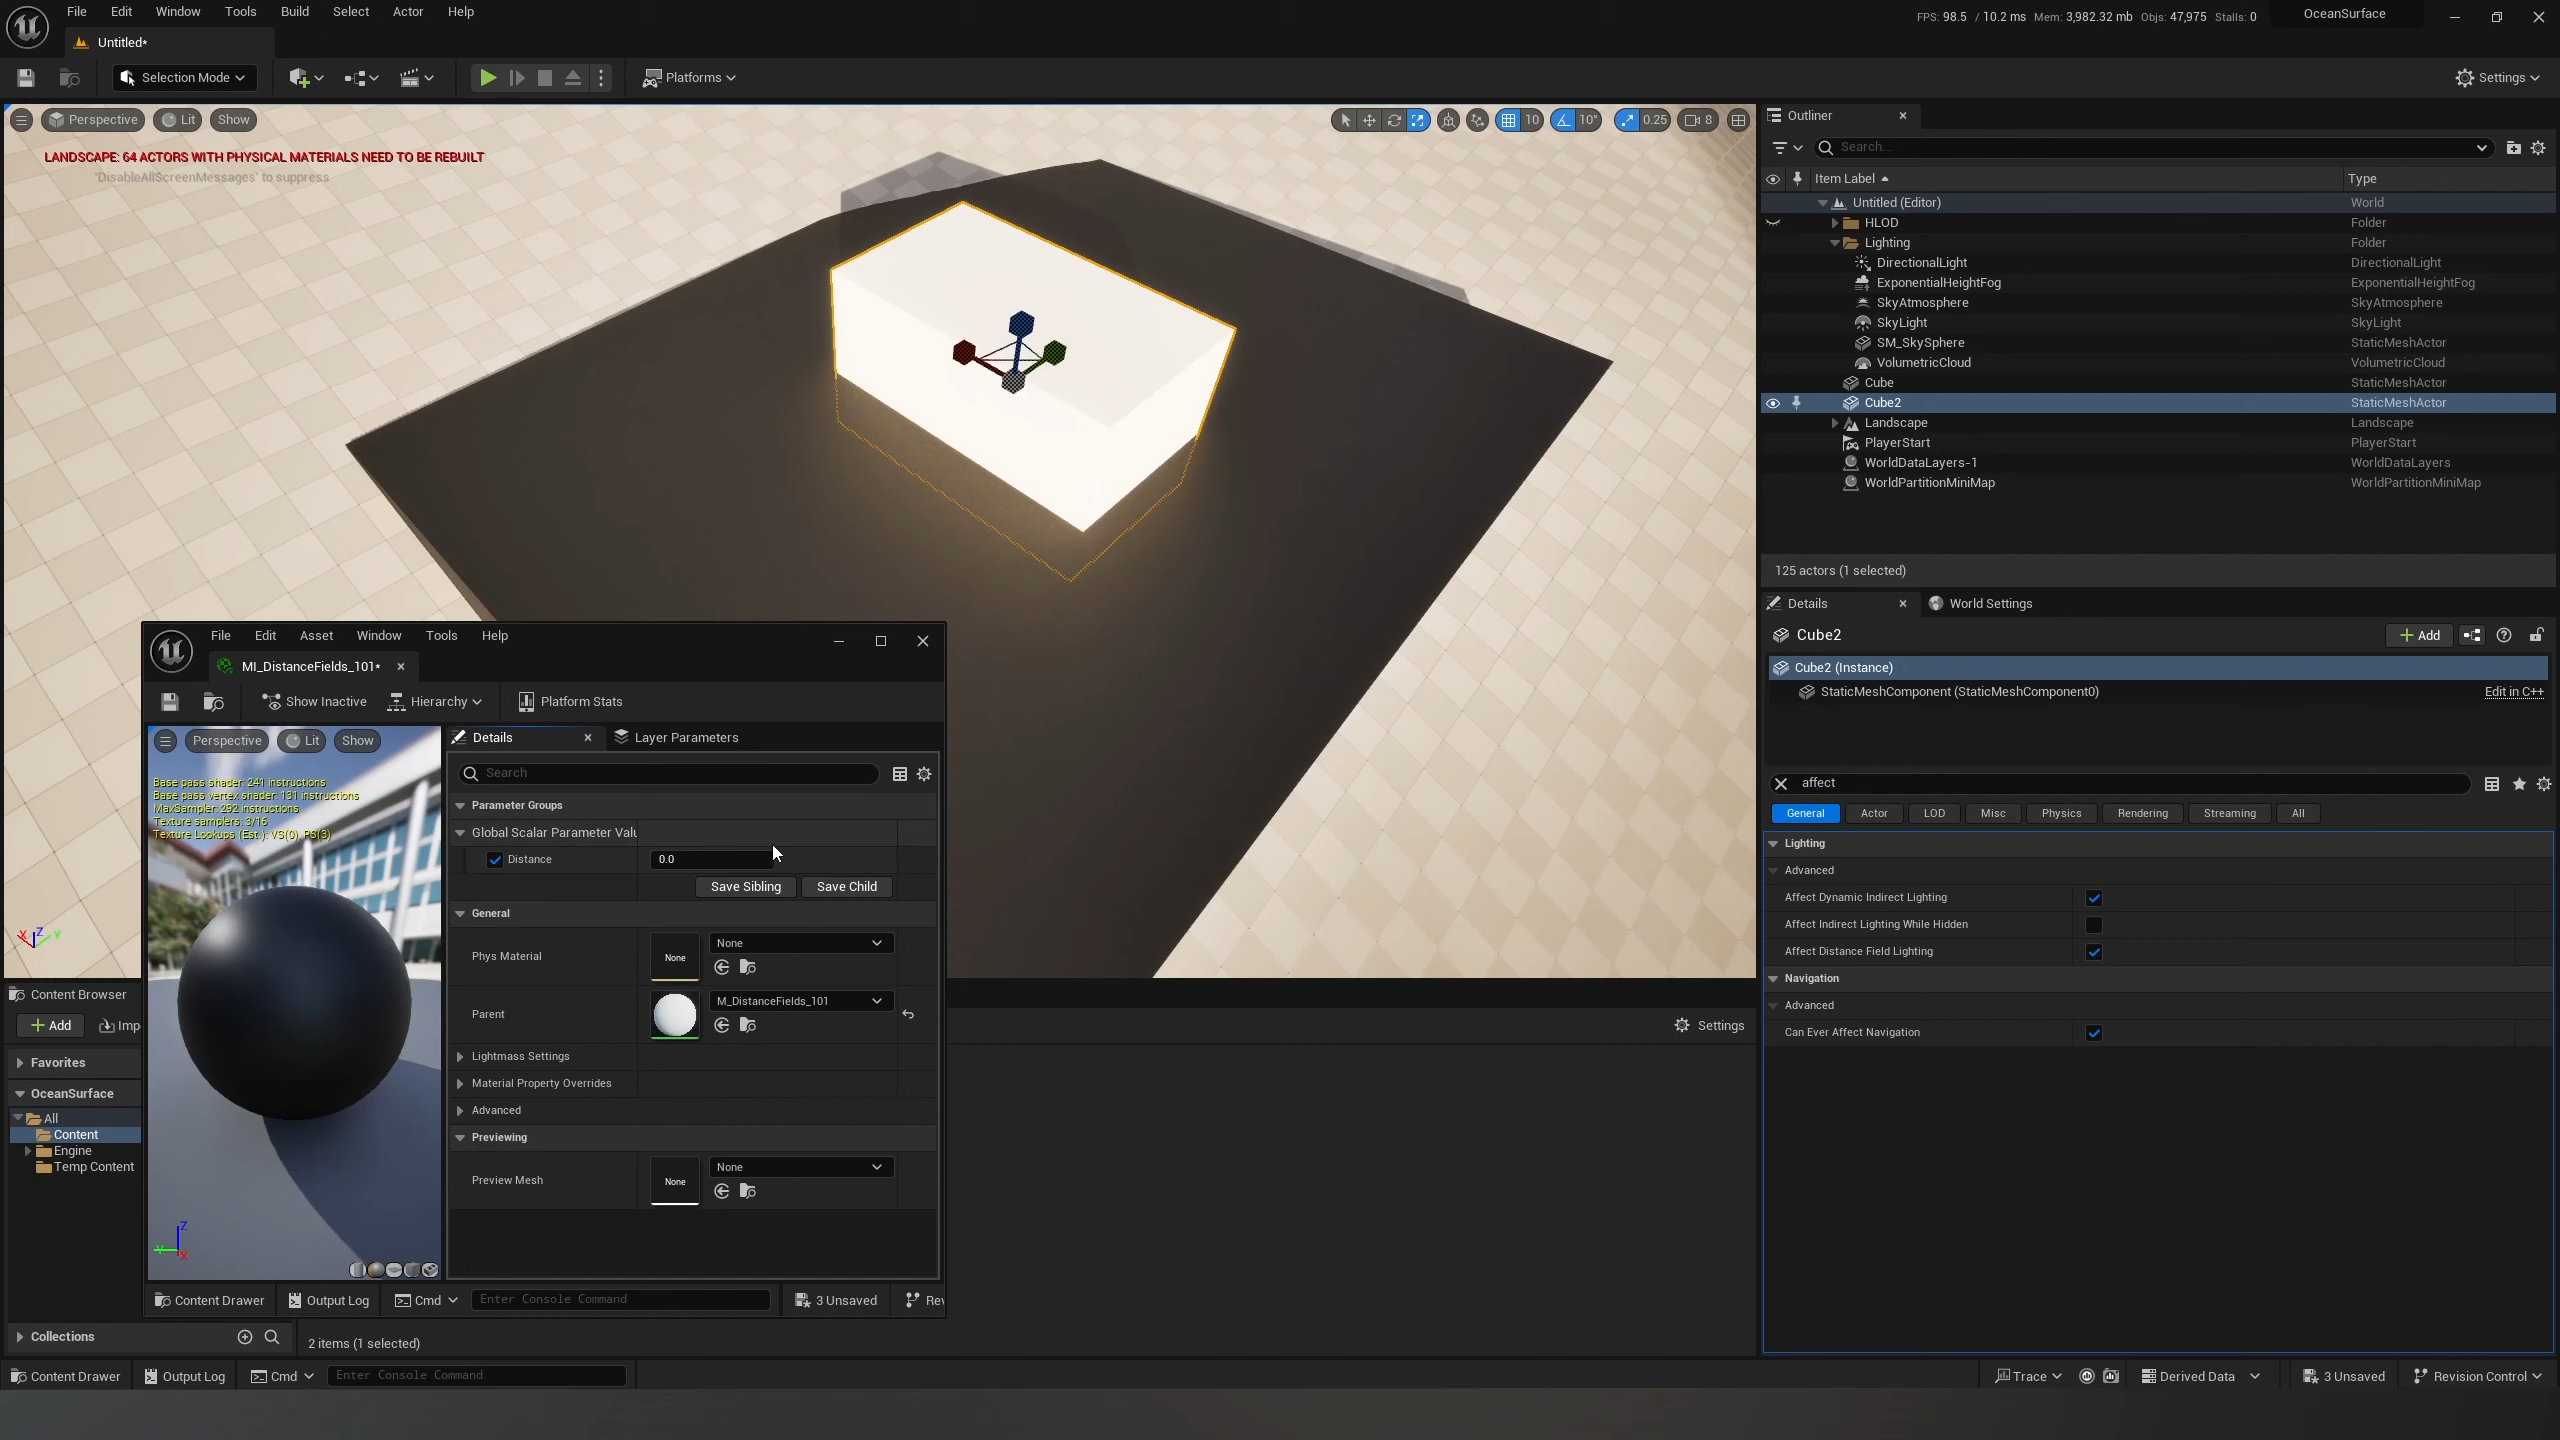 File Edit Window Tools Build Select Actor Help
FPS: 98.5 / 10.2 ms Mem: 3,982.32 mb Objs: 47,975 Stalls: 0
OceanSurface
Untitled*
Selection Mode
Platforms
Settings
Perspective Lit Show
10 10° 0.25 8
LANDSCAPE: 64 ACTORS WITH PHYSICAL MATERIALS NEED TO BE REBUILT
'DisableAllScreenMessages' to suppress
Outliner
Search...
Item Label Type
Untitled (Editor) World
HLOD Folder
Lighting Folder
DirectionalLight DirectionalLight
ExponentialHeightFog ExponentialHeightFog
SkyAtmosphere SkyAtmosphere
SkyLight SkyLight
SM_SkySphere StaticMeshActor
VolumetricCloud VolumetricCloud
Cube StaticMeshActor
Cube2 StaticMeshActor
Landscape Landscape
PlayerStart PlayerStart
WorldDataLayers-1 WorldDataLayers
WorldPartitionMiniMap WorldPartitionMiniMap
125 actors (1 selected)
Details World Settings
Cube2
Add
Cube2 (Instance)
StaticMeshComponent (StaticMeshComponent0) Edit in C++
affect
General Actor LOD Misc Physics Rendering Streaming All
Lighting
Advanced
Affect Dynamic Indirect Lighting
Affect Indirect Lighting While Hidden
Affect Distance Field Lighting
Navigation
Advanced
Can Ever Affect Navigation
File Edit Asset Window Tools Help
MI_DistanceFields_101*
Show Inactive Hierarchy Platform Stats
Perspective Lit Show
Base pass shader: 241 instructions
Base pass vertex shader: 131 instructions
MaxSampler: 292 instructions
Texture samplers: 3/16
Texture Lookups (Est.): VS(0), PS(3)
Details Layer Parameters
Search
Parameter Groups
Global Scalar Parameter Valu
Distance 0.0
Save Sibling Save Child
General
Phys Material None None
Parent M_DistanceFields_101
Lightmass Settings
Material Property Overrides
Advanced
Previewing
Preview Mesh None None
Content Drawer Output Log Cmd Enter Console Command 3 Unsaved Rev
X Z Y
Z Y X
Content Browser
Add Imp
Settings
Favorites
OceanSurface
All
Content
Engine
Temp Content
Collections
2 items (1 selected)
Content Drawer Output Log Cmd Enter Console Command
Trace Derived Data 3 Unsaved Revision Control